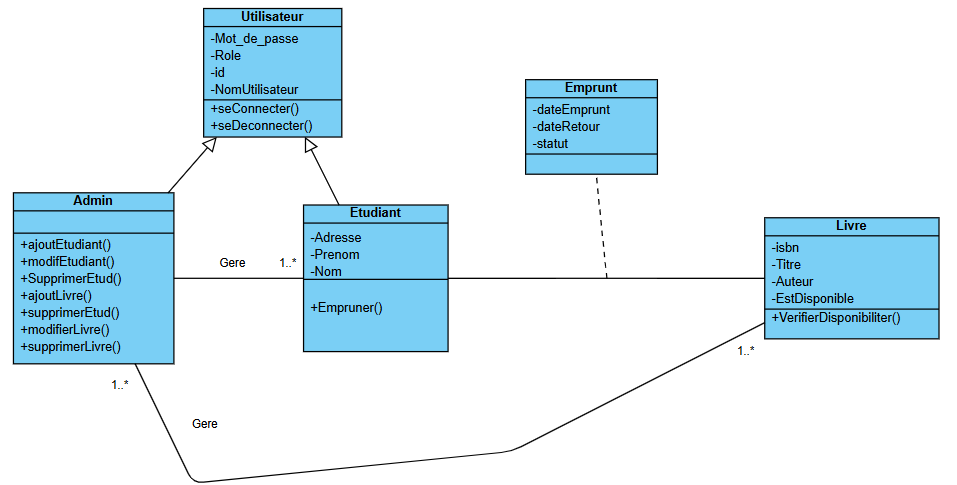 Utilisateur
-Mot_de_passe
-Role
-id
-NomUtilisateur
+seConnecter()
+seDeconnecter()
Emprunt
-dateEmprunt
-dateRetour
-statut
Admin
+ajoutEtudiant()
+modifEtudiant()
+SupprimerEtud()
+ajoutLivre()
+supprimerEtud()
+modifierLivre()
+supprimerLivre()
Gere
1..*
Etudiant
-Adresse
-Prenom
-Nom
+Empruner()
Livre
-isbn
-Titre
-Auteur
-EstDisponible
+VerifierDisponibiliter()
1..*
1..*
Gere